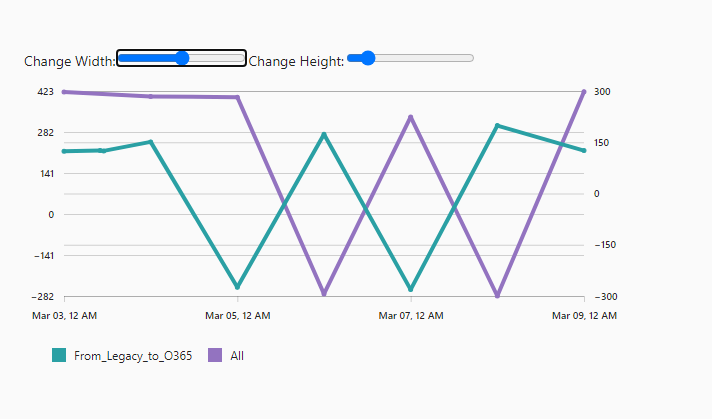 Change Width: Change Height:
423 300
282 150
141
0 0
−141 −150
−282 −300
Mar 03, 12 AM Mar 05, 12 AM Mar 07, 12 AM Mar 09, 12 AM
From_Legacy_to_O365 All